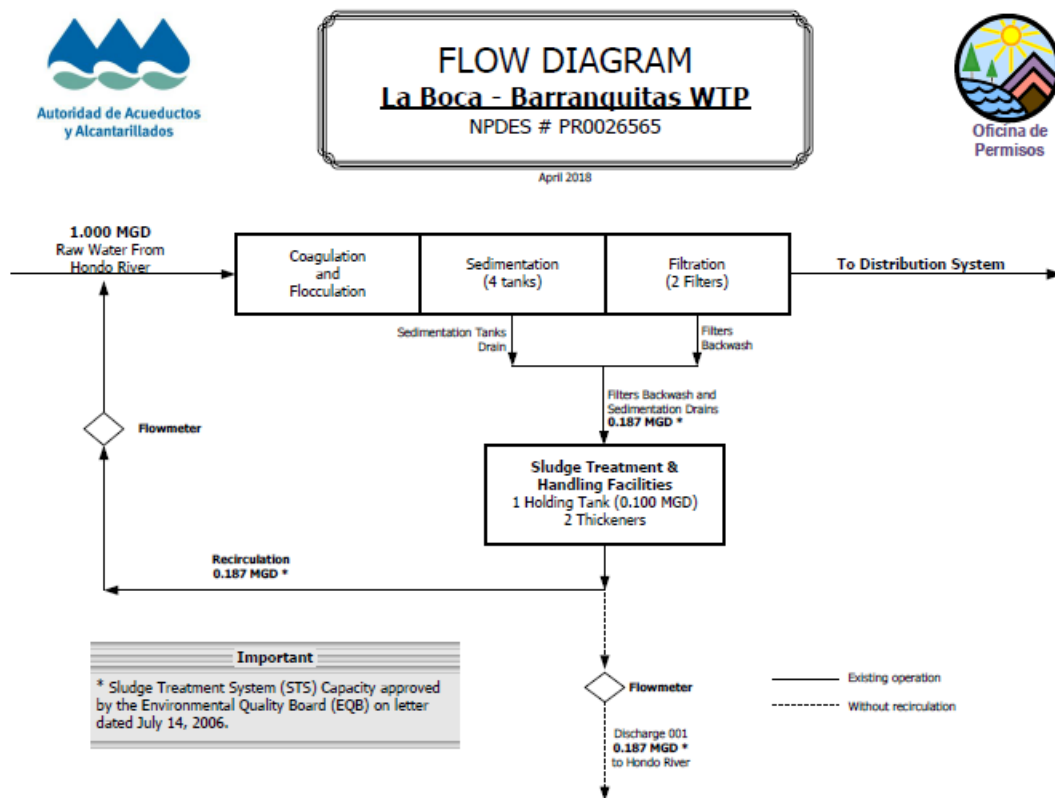 Autoridad de Acueductos
y Alcantarillados
FLOW DIAGRAM
La Boca - Barranquitas WTP
NPDES # PR0026565
Oficina de
Permisos
April 2018
1.000 MGD
Raw Water From
Hondo River
Coagulation
and
Flocculation
Sedimentation
(4 tanks)
Filtration
(2 Filters)
To Distribution System
Sedimentation Tanks
Drain
Filters
Backwash
Filters Backwash and
Sedimentation Drains
0.187 MGD *
Flowmeter
Sludge Treatment &
Handling Facilities
1 Holding Tank (0.100 MGD)
2 Thickeners
Recirculation
0.187 MGD *
Important
* Sludge Treatment System (STS) Capacity approved
by the Environmental Quality Board (EQB) on letter
dated July 14, 2006.
Flowmeter
Existing operation
Without recirculation
Discharge 001
0.187 MGD *
to Hondo River